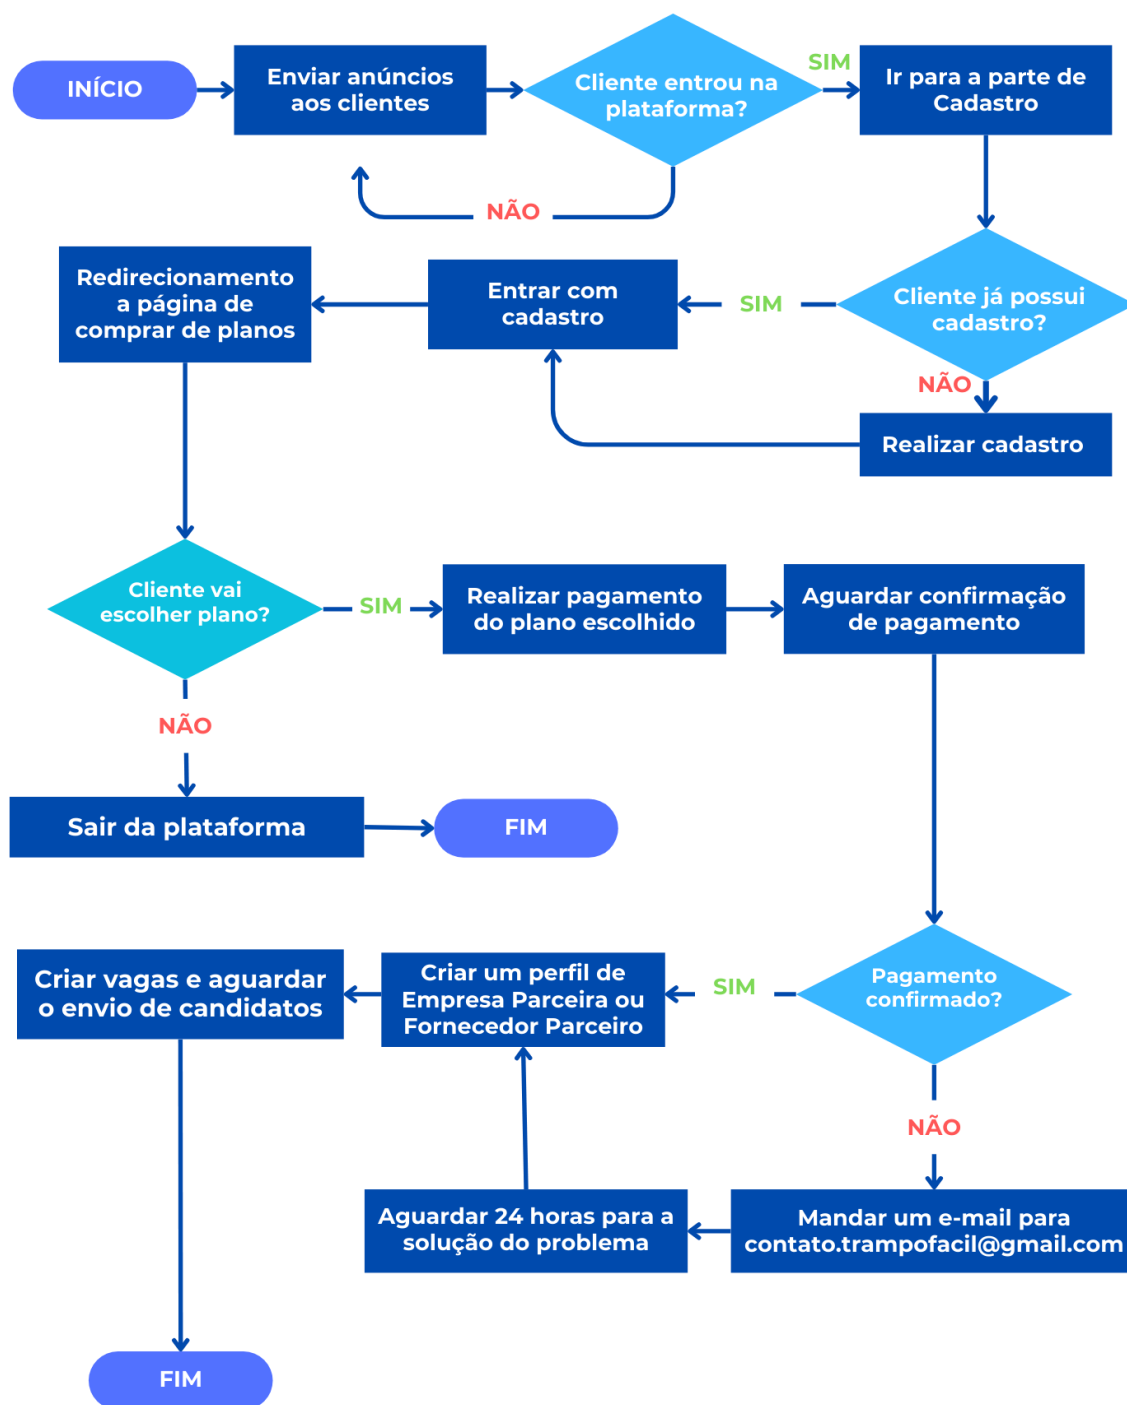 INÍCIO
Enviar anúncios
aos clientes
Cliente entrou na
plataforma?
SIM
Ir para a parte de
Cadastro
NÃO
Redirecionamento
a página de
comprar de planos
Entrar com
cadastro
SIM
Cliente já possui
cadastro?
NÃO
Realizar cadastro
Cliente vai
escolher plano?
SIM
Realizar pagamento
do plano escolhido
Aguardar confirmação
de pagamento
NÃO
Sair da plataforma
FIM
Criar vagas e aguardar
o envio de candidatos
Criar um perfil de
Empresa Parceira ou
Fornecedor Parceiro
SIM
Pagamento
confirmado?
NÃO
Aguardar 24 horas para a
solução do problema
Mandar um e-mail para
contato.trampofacil@gmail.com
FIM